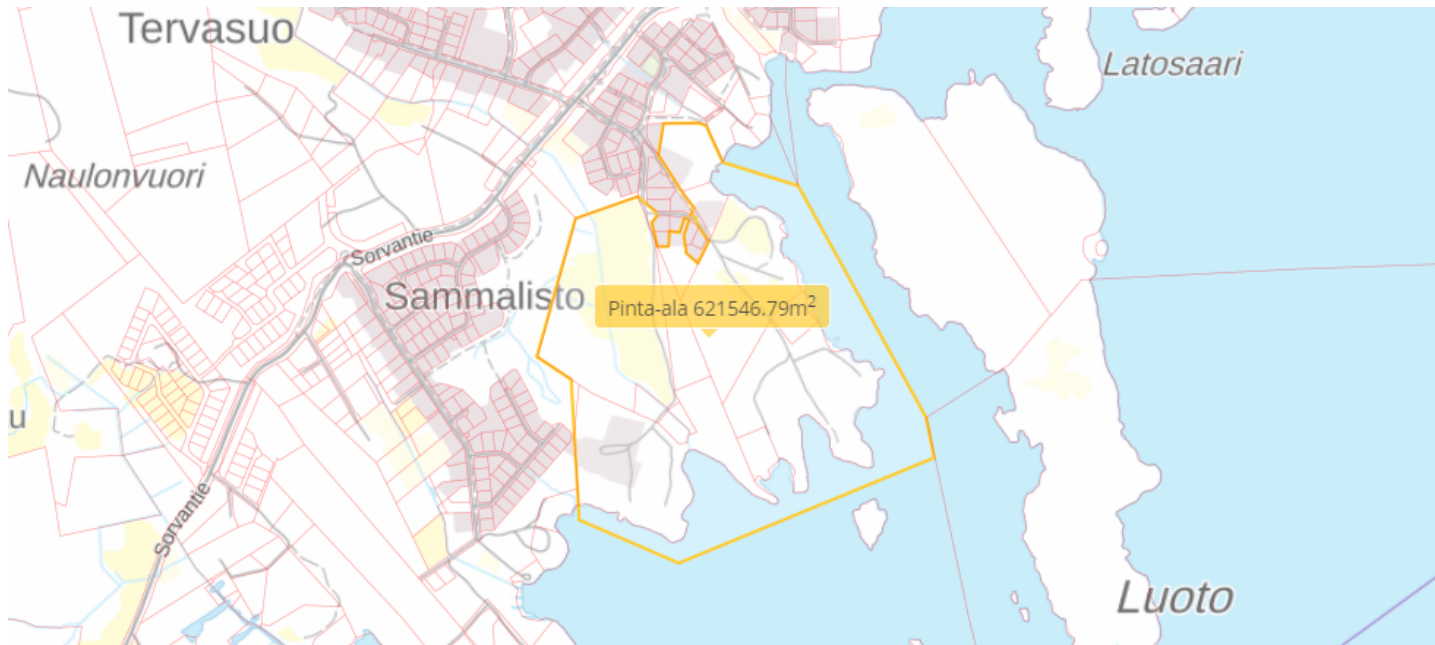 Tervasuo
Latosaari
Naulonvuori
Sorvantie
Sammalisto
Pinta-ala 621546.79m²
u
Sorvantie
Luoto